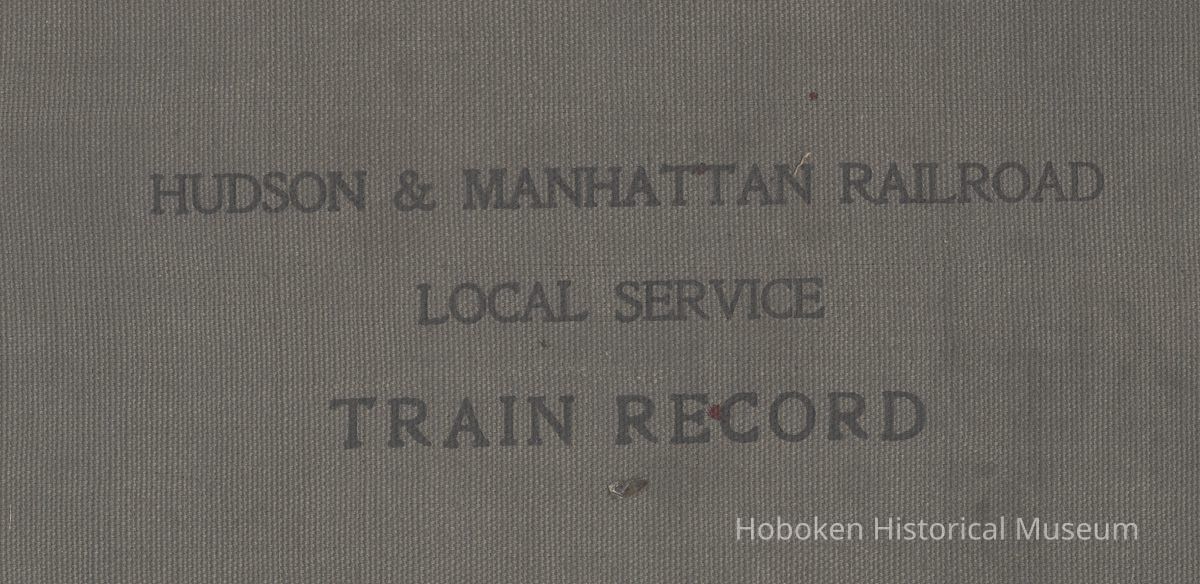 HUDSON & MANHATTAN RAILROAD
LOCAL SERVICE
TRAIN RECORD
Hoboken Historical Museum